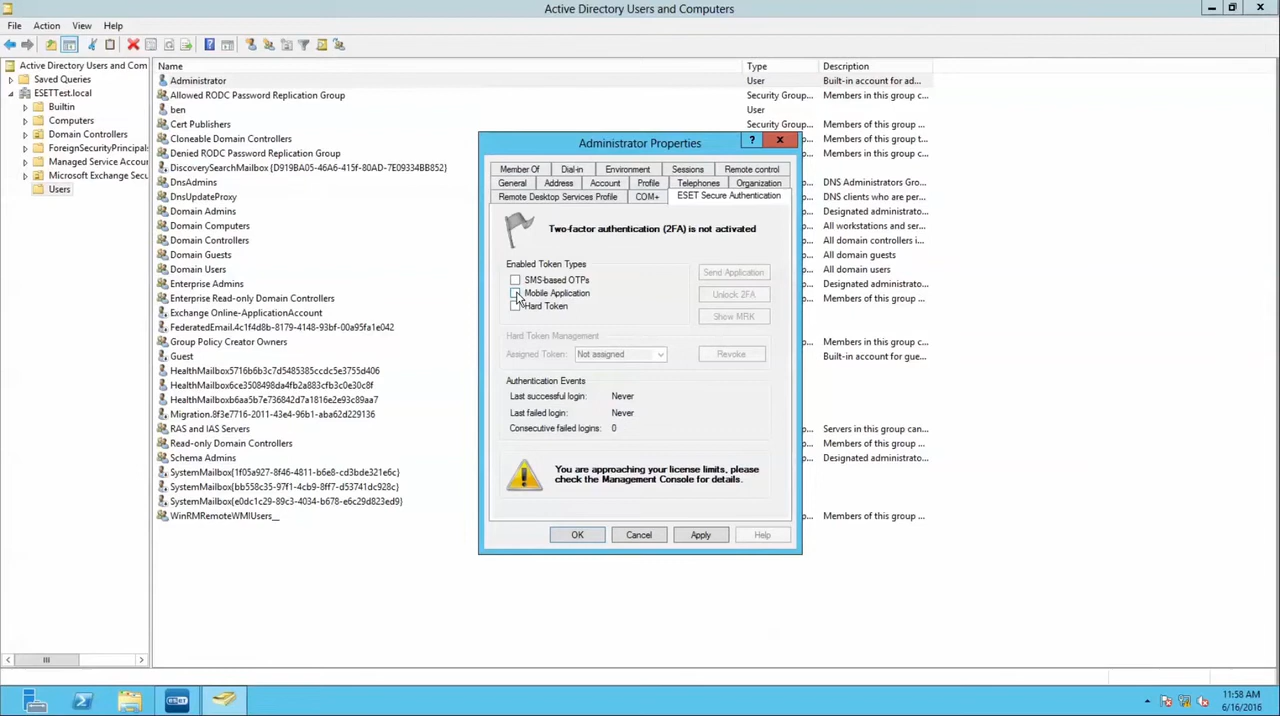 Active Directory Users and Computers
File Action View Help
Active Directory Users and Com
Saved Queries
ESETTest.local
Builtin
Computers
Domain Controllers
ForeignSecurityPrincipals
Managed Service Accour
Microsoft Exchange Secu
Users
Name Type Description
Administrator User Built-in account for ad...
Allowed RODC Password Replication Group Security Group... Members in this group c...
ben User
Cert Publishers Security Group... Members of this group ...
Cloneable Domain Controllers Members of this group t...
Denied RODC Password Replication Group Members in this group c...
DiscoverySearchMailbox {D919BA05-46A6-415f-80AD-7E09334BB852}
DnsAdmins DNS Administrators Gro...
DnsUpdateProxy DNS clients who are per...
Domain Admins Designated administrato...
Domain Computers All workstations and ser...
Domain Controllers All domain controllers i...
Domain Guests All domain guests
Domain Users All domain users
Enterprise Admins Designated administrato...
Enterprise Read-only Domain Controllers Members of this group ...
Exchange Online-ApplicationAccount
FederatedEmail.4c1f4d8b-8179-4148-93bf-00a95fa1e042
Group Policy Creator Owners Members in this group c...
Guest Built-in account for gue...
HealthMailbox5716b6b3c7d5485385ccdc5e3755d406
HealthMailbox6ce3508498da4fb2a883cfb3c0e30c8f
HealthMailboxb6aa5b7e736842d7a1816e2e93c89aa7
Migration.8f3e7716-2011-43e4-96b1-aba62d229136
RAS and IAS Servers Servers in this group can...
Read-only Domain Controllers Members of this group ...
Schema Admins Designated administrato...
SystemMailbox{1f05a927-8f46-4811-b6e8-cd3bde321e6c}
SystemMailbox{bb558c35-97f1-4cb9-8ff7-d53741dc928c}
SystemMailbox{e0dc1c29-89c3-4034-b678-e6c29d823ed9}
WinRMRemoteWMIUsers__ Members of this group ...
Administrator Properties
Member Of Dial-in Environment Sessions Remote control
General Address Account Profile Telephones Organization
Remote Desktop Services Profile COM+ ESET Secure Authentication
Two-factor authentication (2FA) is not activated
Enabled Token Types
SMS-based OTPs
Mobile Application
Hard Token
Send Application
Unlock 2FA
Show MRK
Hard Token Management
Assigned Token: Not assigned Revoke
Authentication Events
Last successful login: Never
Last failed login: Never
Consecutive failed logins: 0
You are approaching your license limits, please
check the Management Console for details.
OK Cancel Apply Help
eset
11:58 AM
6/16/2016